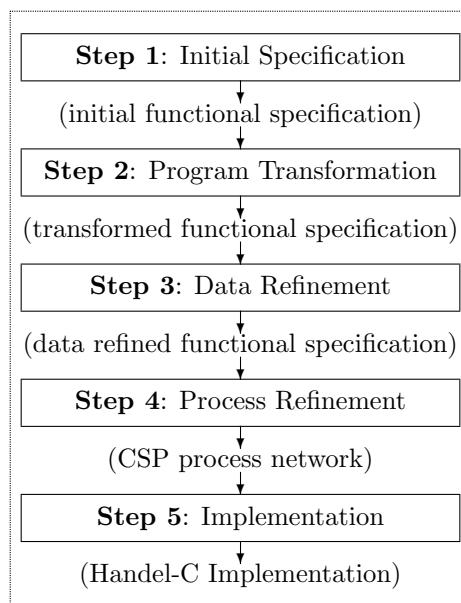 Step 1: Initial Specification
(initial functional specification)
Step 2: Program Transformation
(transformed functional specification)
Step 3: Data Refinement
(data refined functional specification)
Step 4: Process Refinement
(CSP process network)
Step 5: Implementation
(Handel-C Implementation)